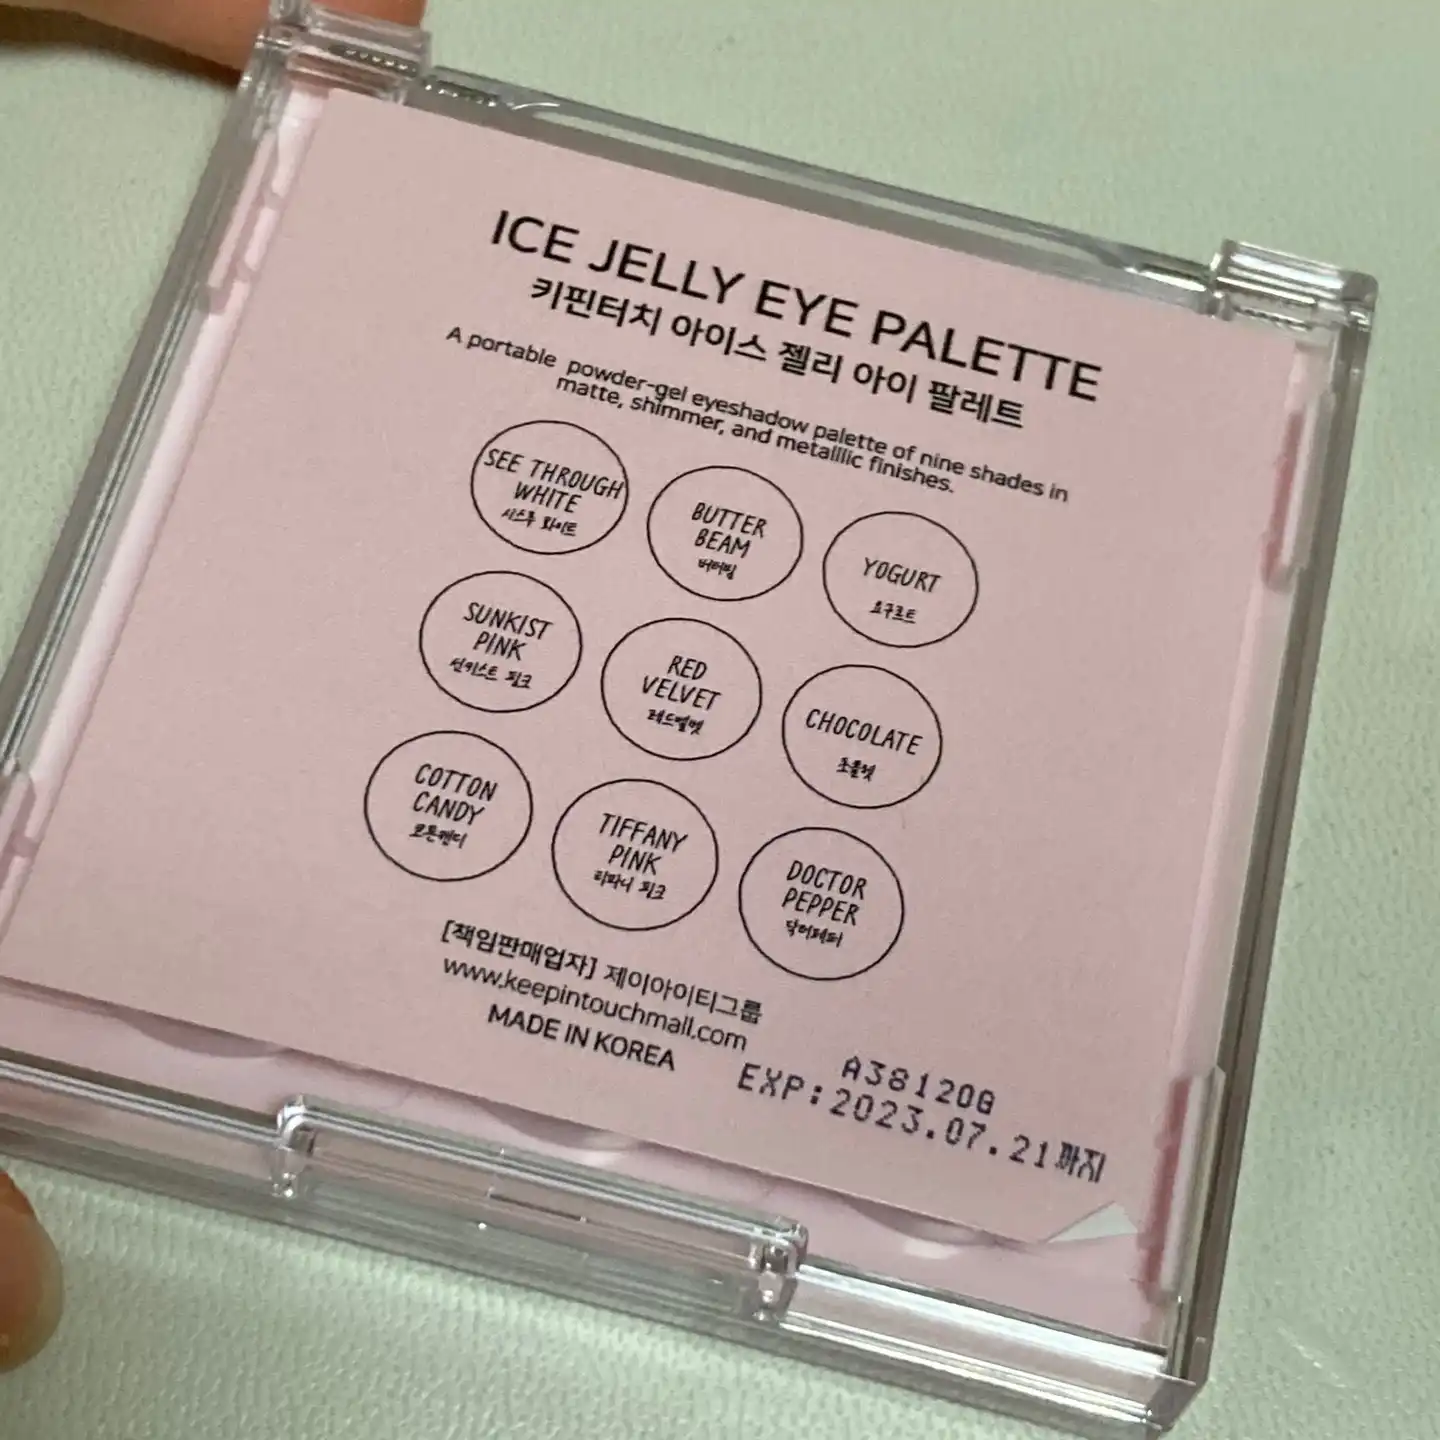 ICE JELLY EYE PALETTE
키핀터치 아이스 젤리 아이 팔레트
A portable powder-gel eyeshadow palette of nine shades in
matte, shimmer, and metalllic finishes.
SEE THROUGH
WHITE
시스루 화이트
BUTTER
BEAM
버터빔
YOGURT
요구르트
SUNKIST
PINK
선키스트 핑크
RED
VELVET
레드벨벳
CHOCOLATE
초콜렛
COTTON
CANDY
코튼캔디
TIFFANY
PINK
티파니 핑크
DOCTOR
PEPPER
닥터페퍼
[책임판매업자] 제이아이티그룹
www.keepintouchmall.com
MADE IN KOREA
A38120G
EXP:2023.07.21까지